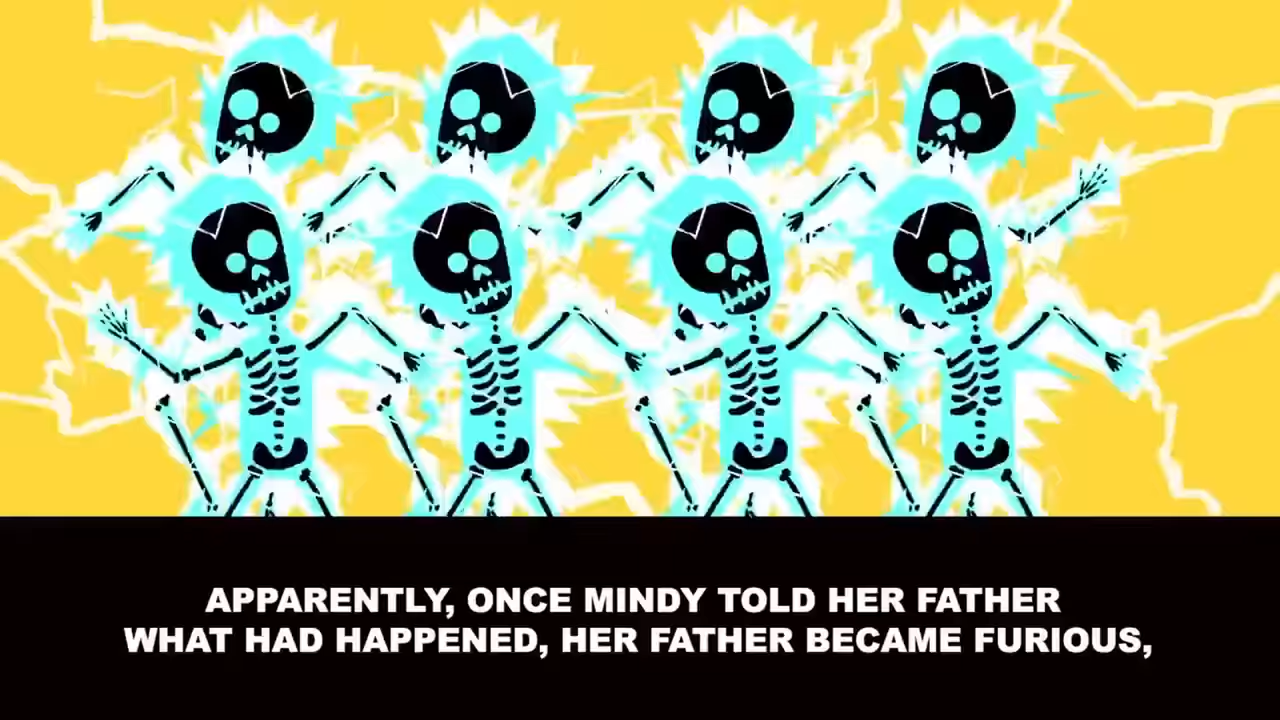 APPARENTLY, ONCE MINDY TOLD HER FATHER
WHAT HAD HAPPENED, HER FATHER BECAME FURIOUS,